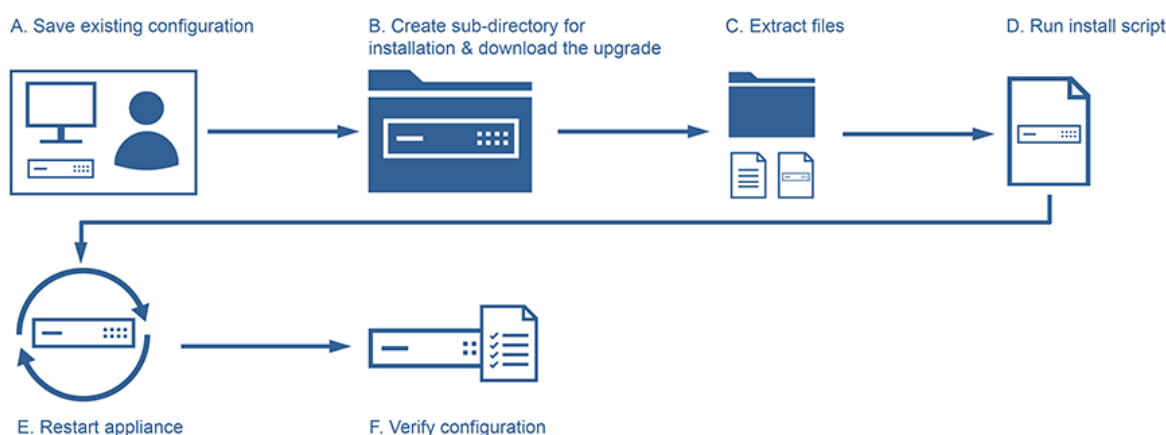 A. Save existing configuration
B. Create sub-directory for
installation & download the upgrade
C. Extract files
D. Run install script
E. Restart appliance
F. Verify configuration